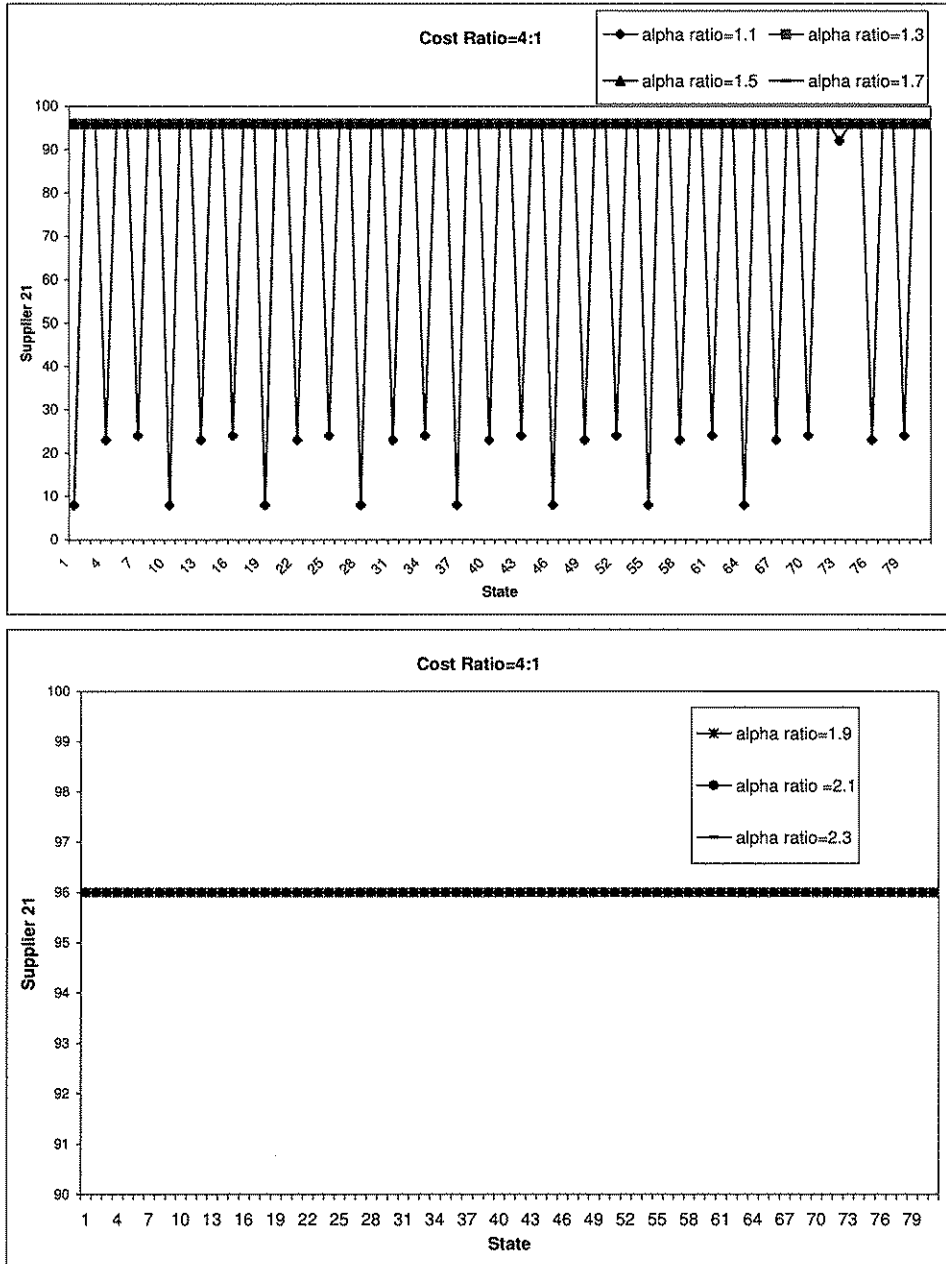 Cost Ratio=4:1
alpha ratio=1.1
alpha ratio=1.3
alpha ratio=1.5
alpha ratio=1.7
100
90
80
70
60
50
40
30
20
10
0
Supplier 21
1 4 7 10 13 16 19 22 25 28 31 34 37 40 43 46 49 52 55 58 61 64 67 70 73 76 79
State
Cost Ratio=4:1
alpha ratio=1.9
alpha ratio =2.1
alpha ratio=2.3
100
99
98
97
96
95
94
93
92
91
90
Supplier 21
1 4 7 10 13 16 19 22 25 28 31 34 37 40 43 46 49 52 55 58 61 64 67 70 73 76 79
State